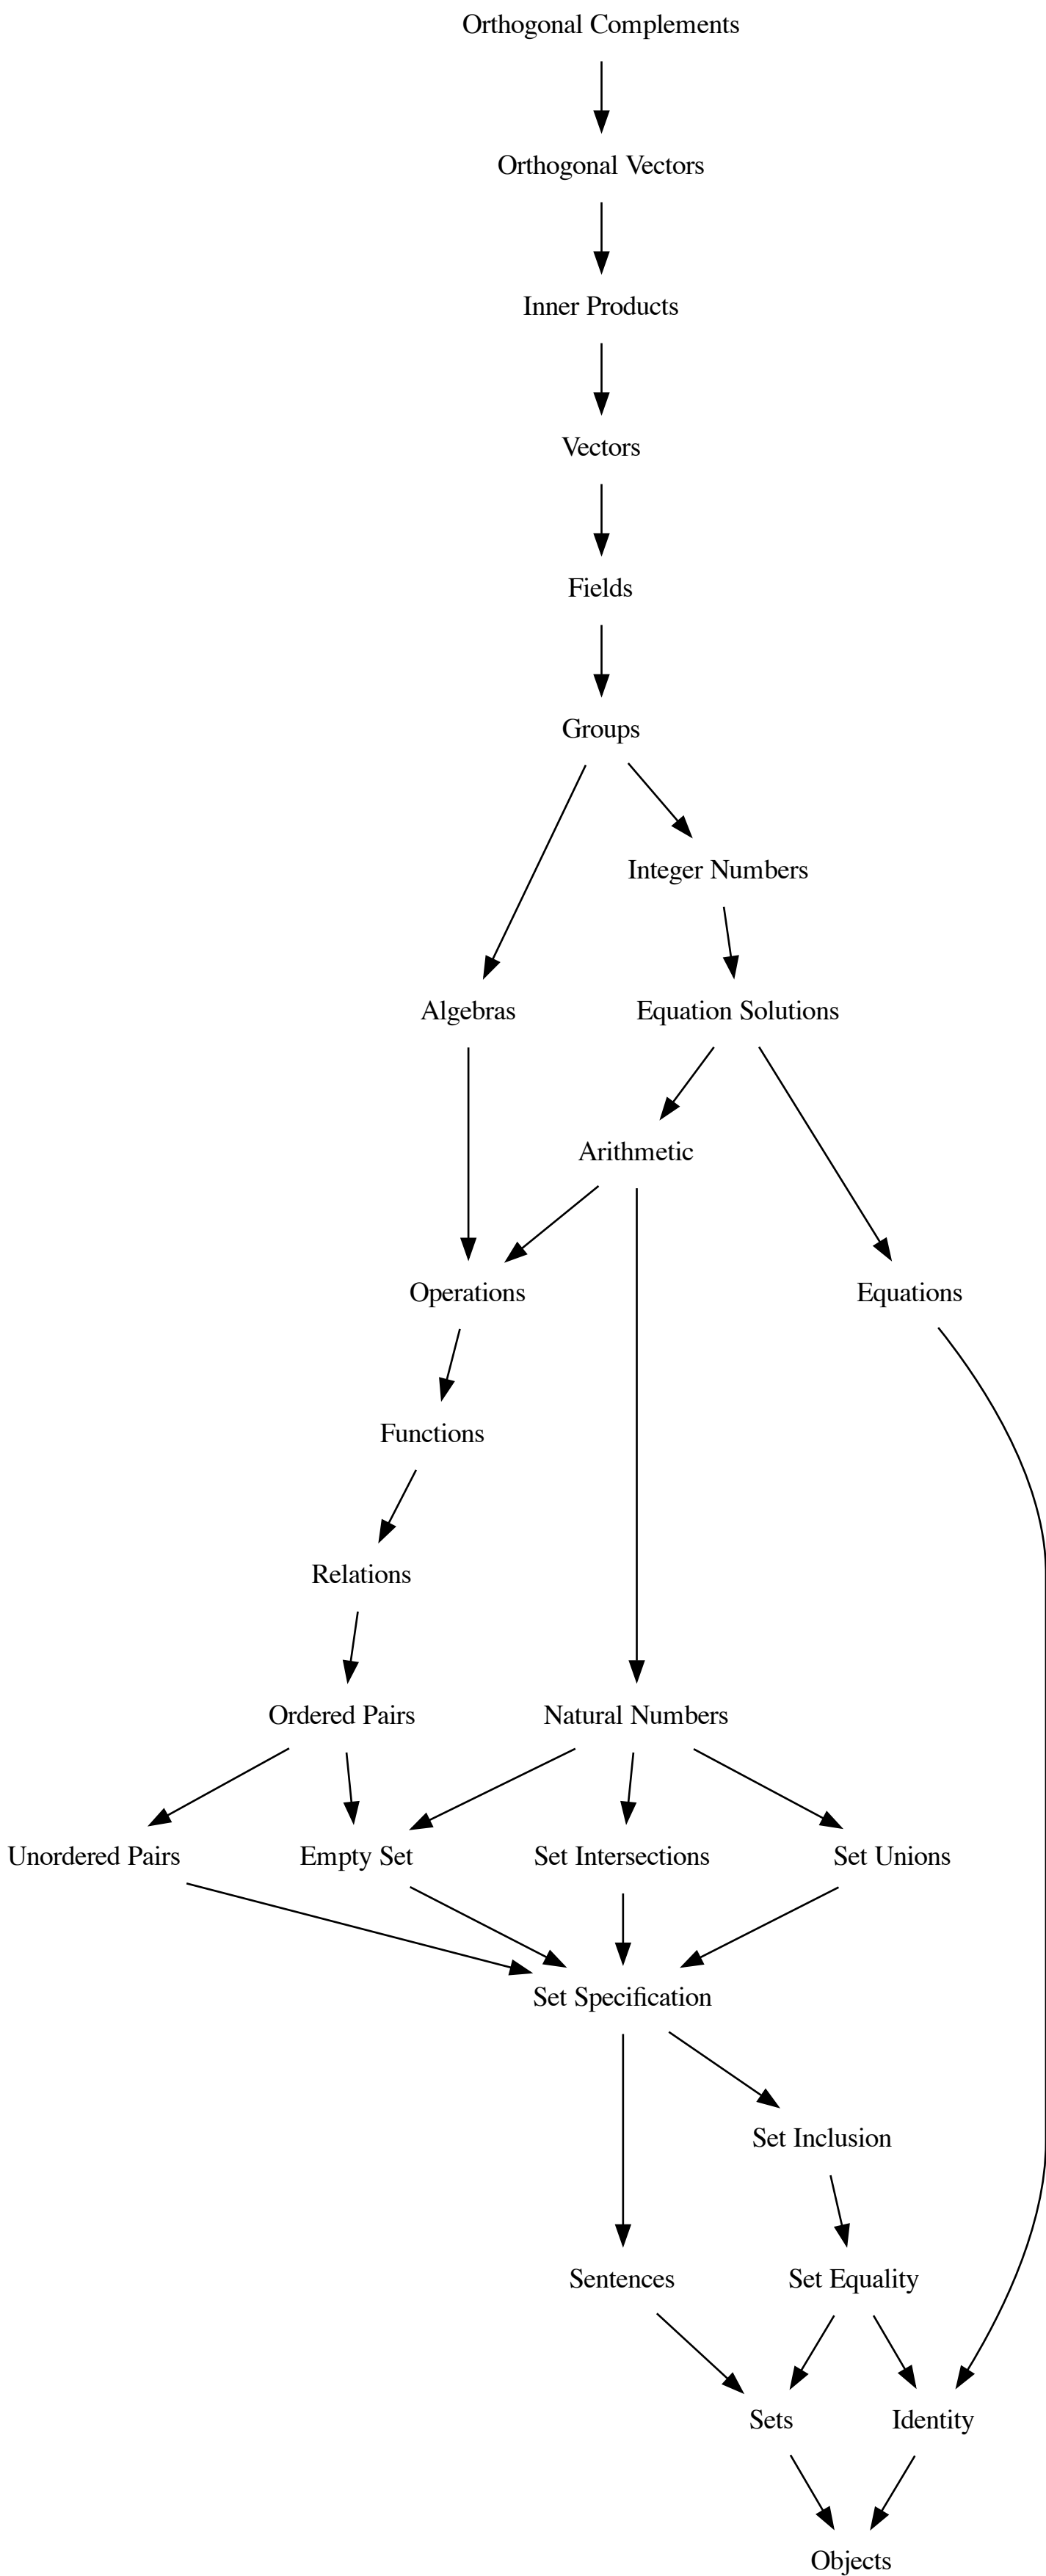 Orthogonal Complements
Orthogonal Vectors
Inner Products
Vectors
Fields
Groups
Integer Numbers
Algebras
Equation Solutions
Arithmetic
Operations
Equations
Functions
Relations
Ordered Pairs
Natural Numbers
Unordered Pairs
Empty Set
Set Intersections
Set Unions
Set Specification
Set Inclusion
Sentences
Set Equality
Sets
Identity
Objects